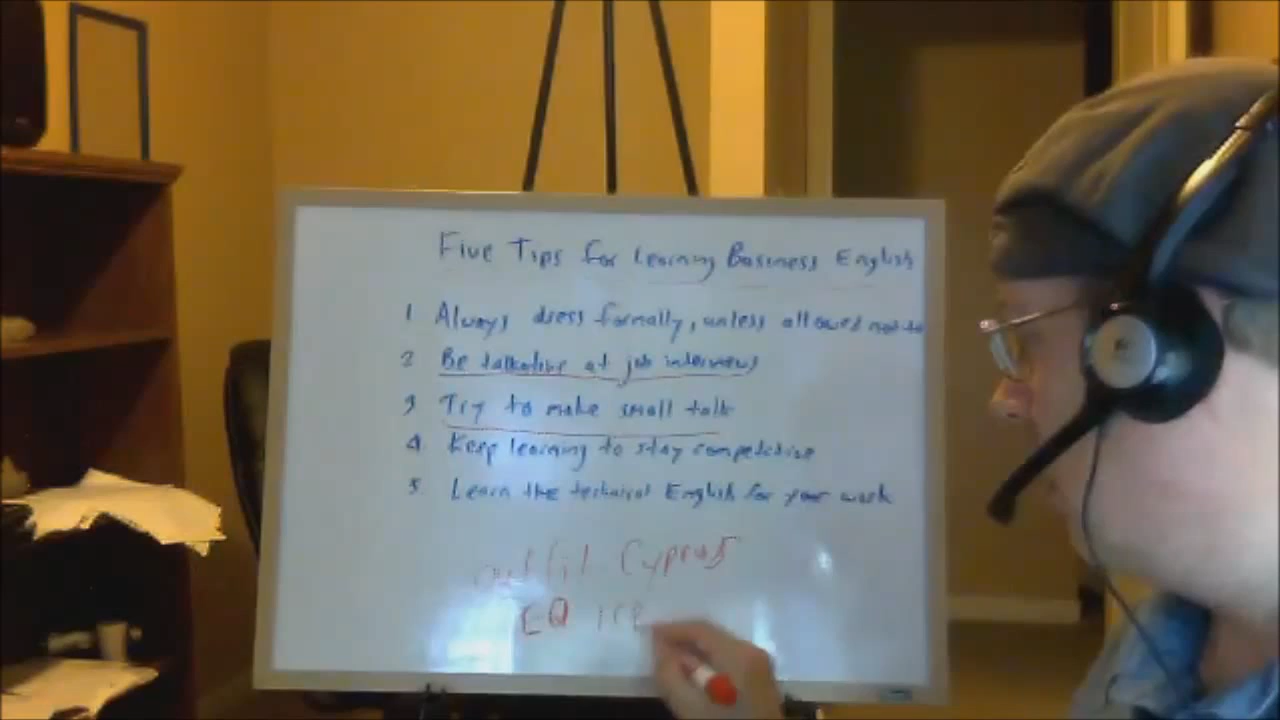 Five Tips for Learning Business English
1 Always dress formally, unless allowed not to
2 Be talkative at job interviews
3 Try to make small talk
4 Keep learning to stay competitive
5 Learn the technical English for your work
outfit Cyprus
EQ ice